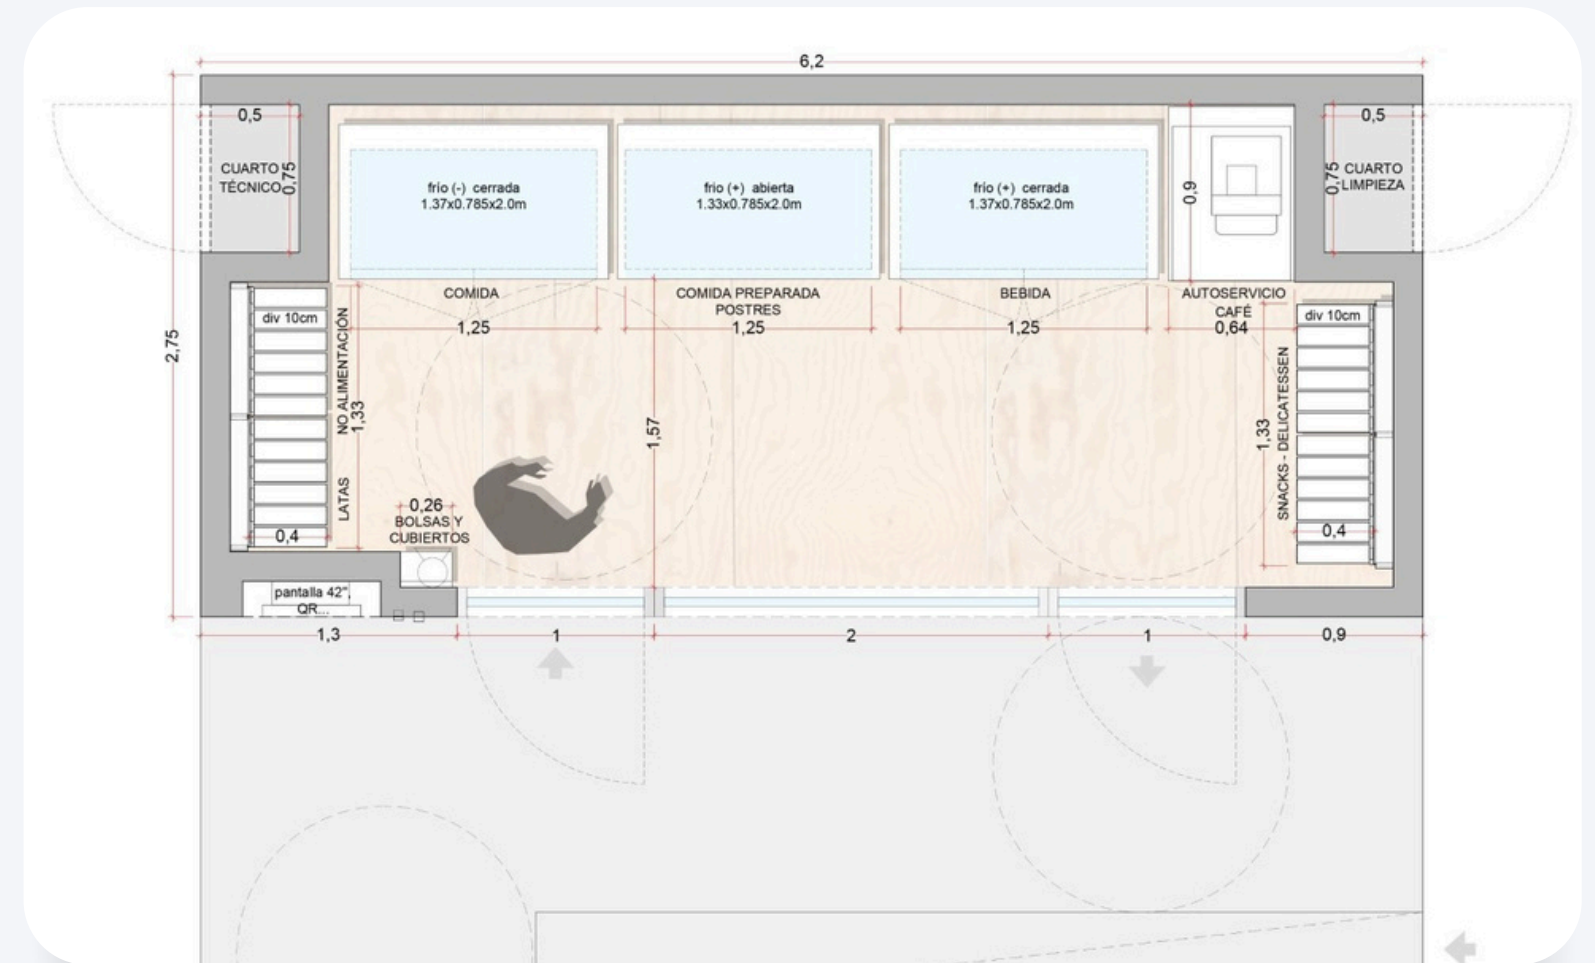 6,2
0,5
0,5
CUARTO
TÉCNICO
0,75
frio (-) cerrada
1.37x0.785x2.0m
frio (+) abierta
1.33x0.785x2.0m
frio (+) cerrada
1.37x0.785x2.0m
0,9
0,75
CUARTO
LIMPIEZA
COMIDA
COMIDA PREPARADA
POSTRES
BEBIDA
AUTOSERVICIO
CAFÉ
1,25
1,25
1,25
0,64
div 10cm
div 10cm
2,75
NO ALIMENTACIÓN
LATAS
1,33
1,57
1,33
SNACKS - DELICATESSEN
0,26
BOLSAS Y
CUBIERTOS
0,4
0,4
pantalla 42",
QR...
1,3
1
2
1
0,9